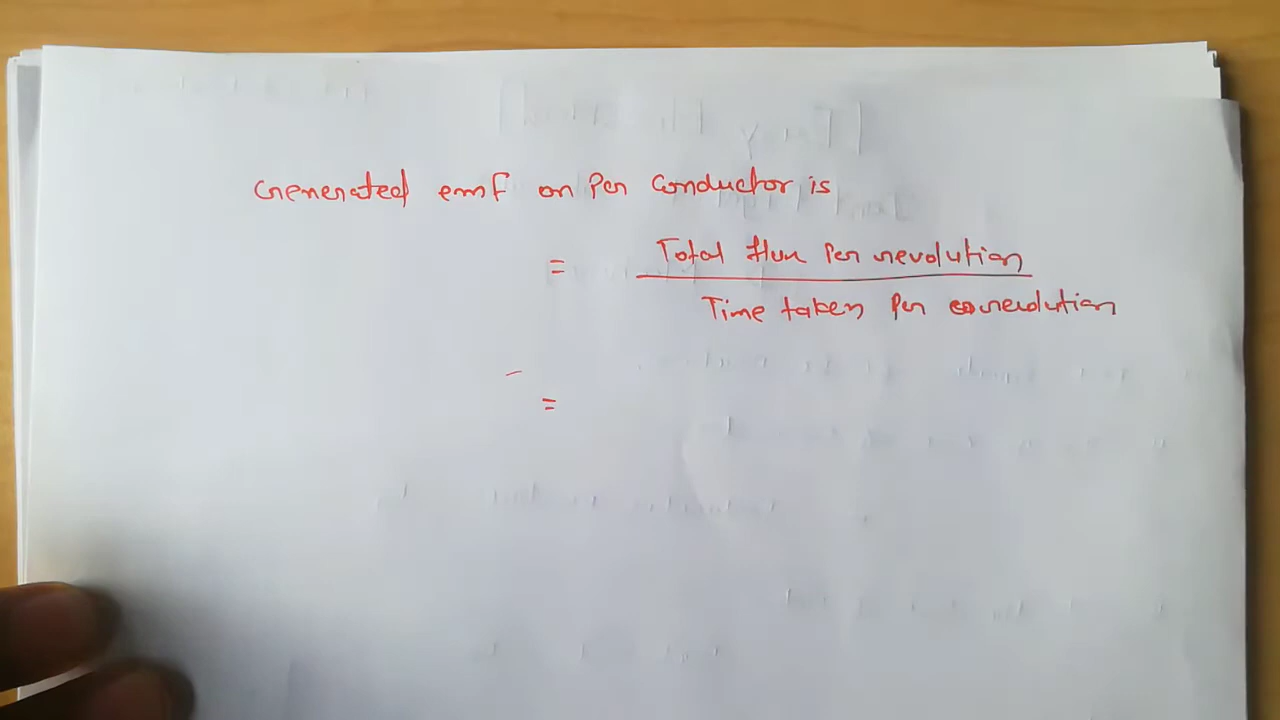 Generated emf on Per Conductor is
= Total flux Per revolution
Time taken Per revolution
=